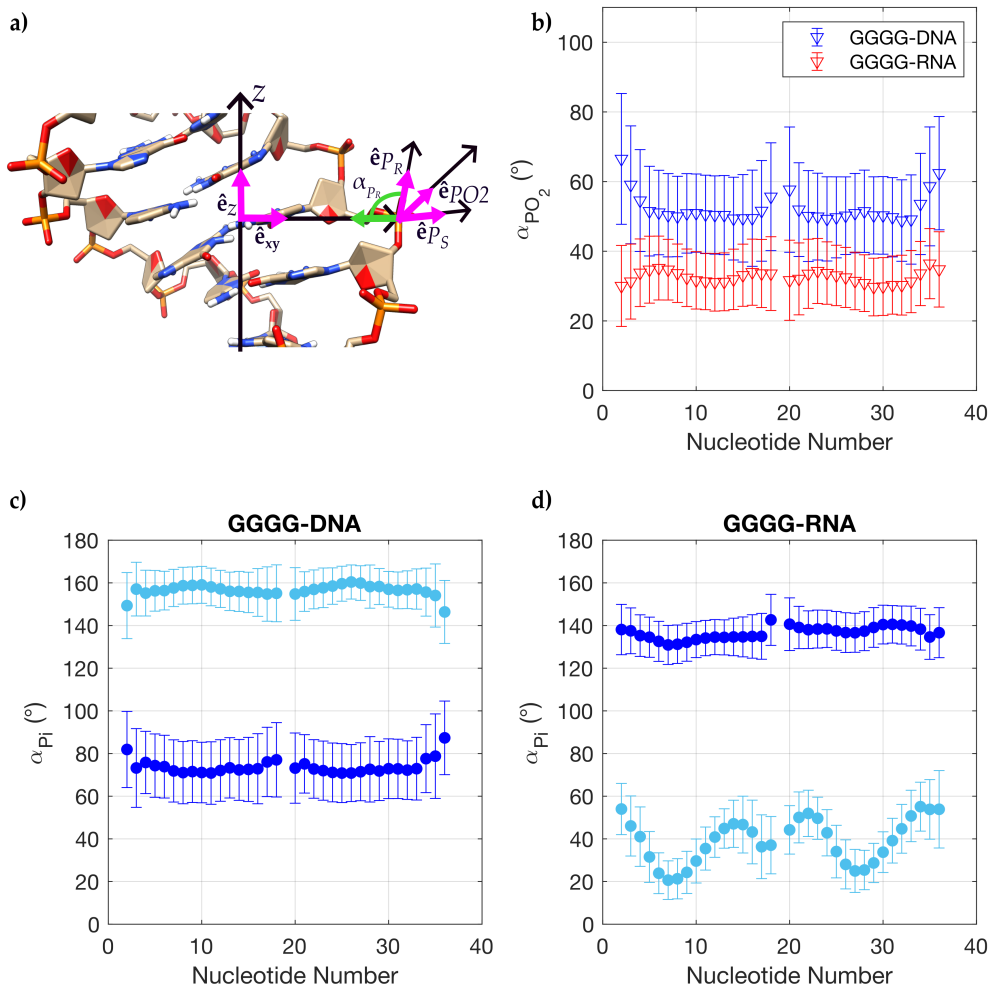 a)
z
êP_R
α_{P_R}
êPO2
ê_Z
ê_xy
êP_S
b)
GGGG-DNA
GGGG-RNA
100
80
60
40
20
0
α_{PO_2} (°)
0 10 20 30 40
Nucleotide Number
c)
GGGG-DNA
180
160
140
120
100
80
60
40
20
0
α_{Pi} (°)
0 10 20 30 40
Nucleotide Number
d)
GGGG-RNA
180
160
140
120
100
80
60
40
20
0
α_{Pi} (°)
0 10 20 30 40
Nucleotide Number